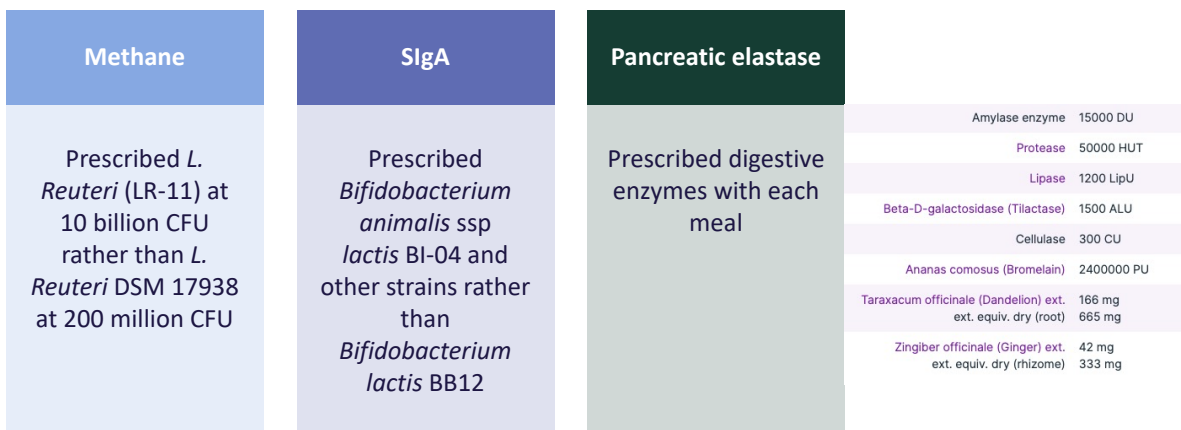 Methane
Prescribed L.
Reuteri (LR-11) at
10 billion CFU
rather than L.
Reuteri DSM 17938
at 200 million CFU
SIgA
Prescribed
Bifidobacterium
animalis ssp
lactis BI-04 and
other strains rather
than
Bifidobacterium
lactis BB12
Pancreatic elastase
Prescribed digestive
enzymes with each
meal
Amylase enzyme 15000 DU
Protease 50000 HUT
Lipase 1200 LipU
Beta-D-galactosidase (Tilactase) 1500 ALU
Cellulase 300 CU
Ananas comosus (Bromelain) 2400000 PU
Taraxacum officinale (Dandelion) ext. 166 mg
ext. equiv. dry (root) 665 mg
Zingiber officinale (Ginger) ext. 42 mg
ext. equiv. dry (rhizome) 333 mg